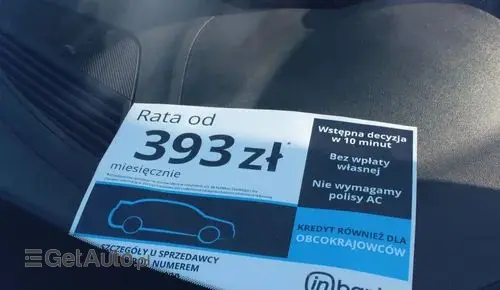 Rata od
393 zł*
miesięcznie
Wstępna decyzja
w 10 minut
Bez wpłaty
własnej
Nie wymagamy
polisy AC
KREDYT RÓWNIEŻ DLA
OBCOKRAJOWCÓW
SZCZEGÓŁY U SPRZEDAWCY
NUMEREM
in
GetAuto.pl